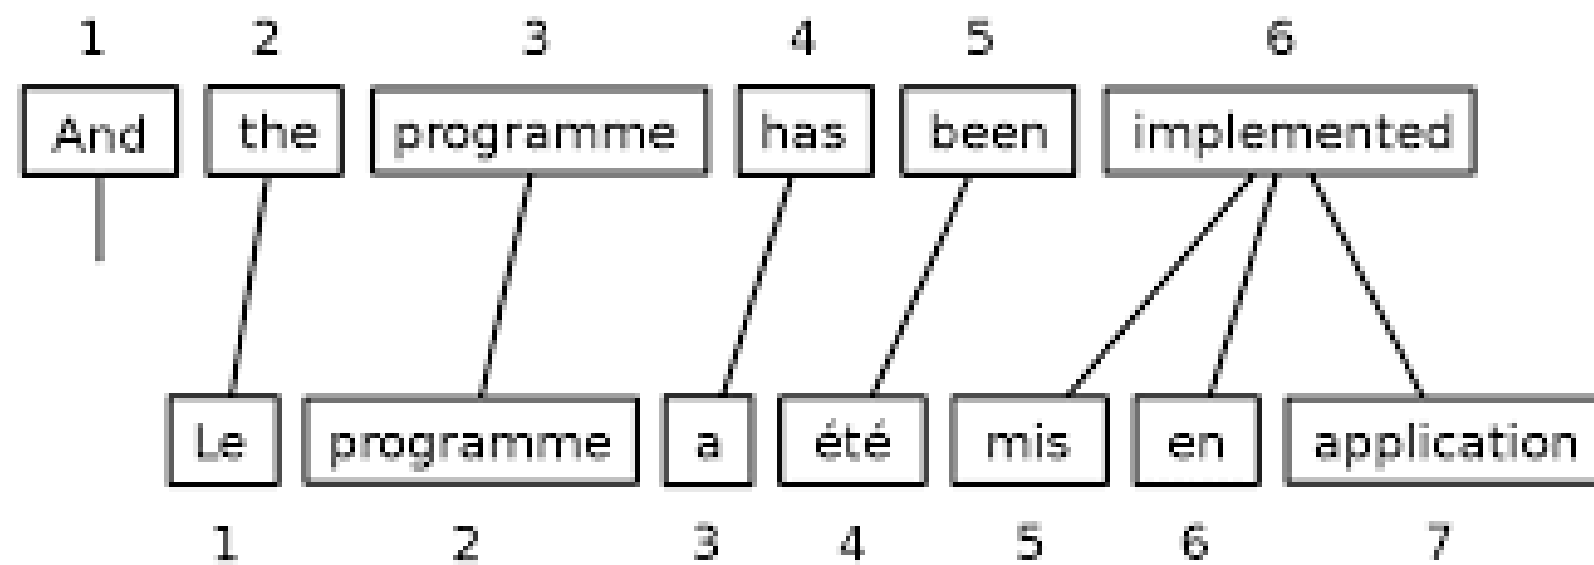 1 2 3 4 5 6
And the programme has been implemented
Le programme a été mis en application
1 2 3 4 5 6 7